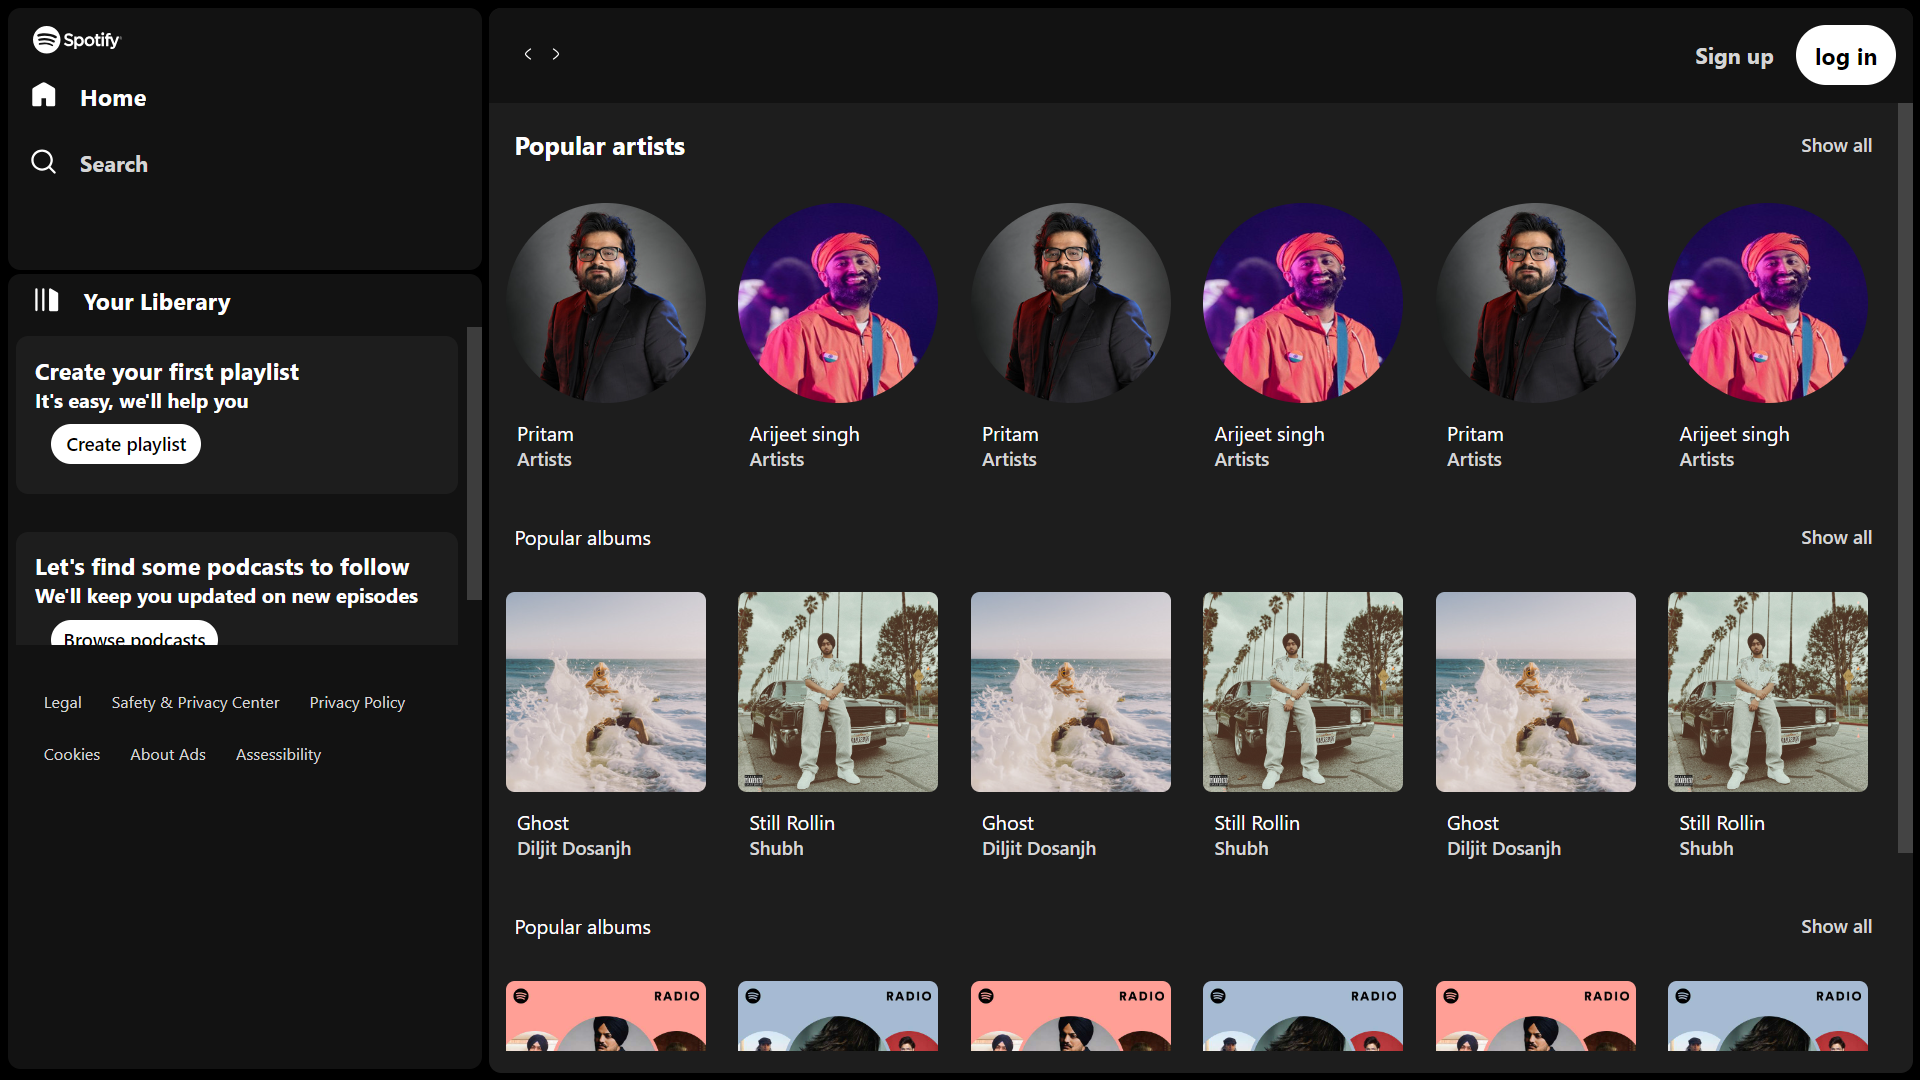 Spotify
Home
Search
Your Liberary
Create your first playlist
It's easy, we'll help you
Create playlist
Let's find some podcasts to follow
We'll keep you updated on new episodes
Browse podcasts
Legal Safety & Privacy Center Privacy Policy
Cookies About Ads Assessibility
Sign up log in
Popular artists Show all
Pritam Arijeet singh Pritam Arijeet singh Pritam Arijeet singh
Artists Artists Artists Artists Artists Artists
Popular albums Show all
Ghost Still Rollin Ghost Still Rollin Ghost Still Rollin
Diljit Dosanjh Shubh Diljit Dosanjh Shubh Diljit Dosanjh Shubh
Popular albums Show all
RADIO RADIO RADIO RADIO RADIO RADIO